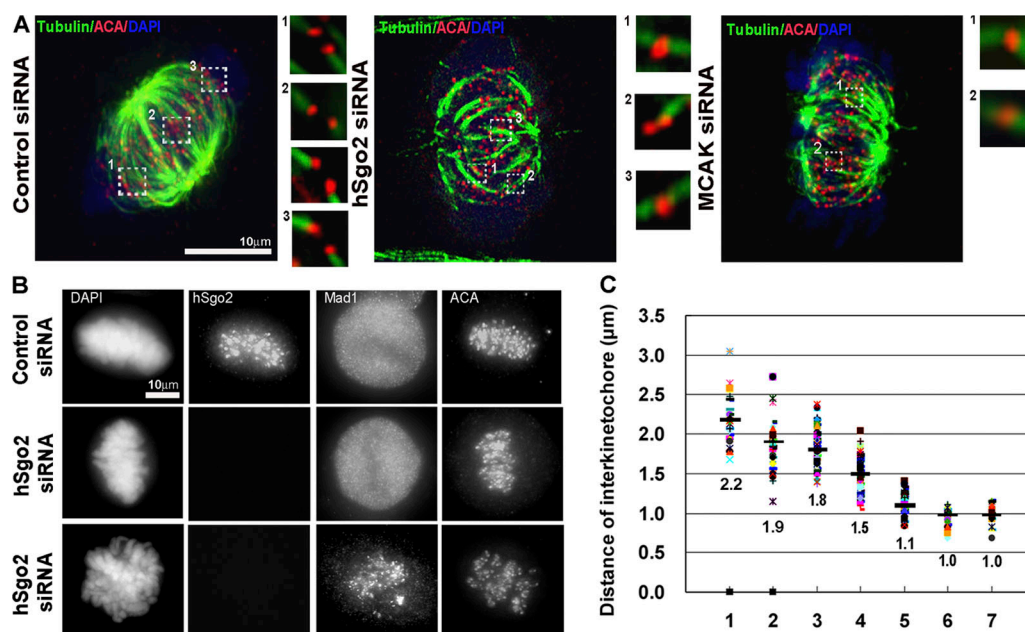 A
Control siRNA
Tubulin/ACA/DAPI
3
2
1
10µm
1
2
3
hSgo2 siRNA
Tubulin/ACA/DAPI
3
1
2
1
2
3
MCAK siRNA
Tubulin/ACA/DAPI
1
2
1
2
B
DAPI
hSgo2
Mad1
ACA
Control
siRNA
10µm
hSgo2
siRNA
hSgo2
siRNA
C
Distance of interkinetochore (µm)
3.5
3.0
2.5
2.0
1.5
1.0
0.5
0.0
2.2
1.9
1.8
1.5
1.1
1.0
1.0
1 2 3 4 5 6 7